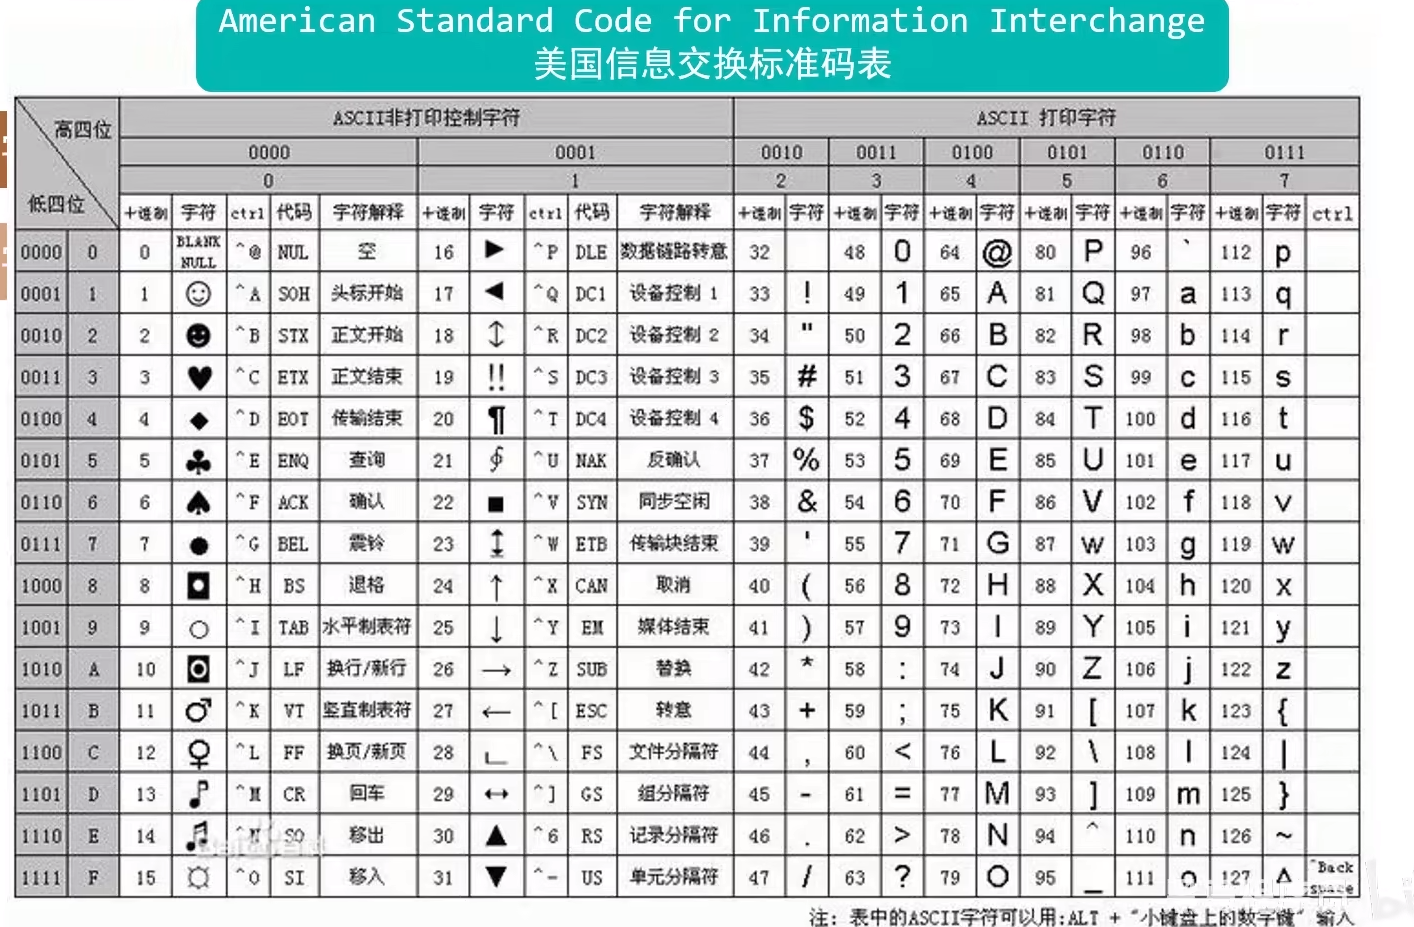 American Standard Code for Information Interchange
美国信息交换标准码表
高四位 ASCII非打印控制字符 ASCII 打印字符
0000 0001 0010 0011 0100 0101 0110 0111
0 1 2 3 4 5 6 7
低四位 十进制 字符 ctrl 代码 字符解释 十进制 字符 ctrl 代码 字符解释 十进制 字符 十进制 字符 十进制 字符 十进制 字符 十进制 字符 十进制 字符 ctrl
0000 0 0 BLANK NULL ^@ NUL 空 16 ► ^P DLE 数据链路转意 32 48 0 64 @ 80 P 96 ` 112 p
0001 1 1 ☺ ^A SOH 头标开始 17 ◄ ^Q DC1 设备控制 1 33 ! 49 1 65 A 81 Q 97 a 113 q
0010 2 2 ☻ ^B STX 正文开始 18 ↕ ^R DC2 设备控制 2 34 " 50 2 66 B 82 R 98 b 114 r
0011 3 3 ♥ ^C ETX 正文结束 19 ‼ ^S DC3 设备控制 3 35 # 51 3 67 C 83 S 99 c 115 s
0100 4 4 ♦ ^D EOT 传输结束 20 ¶ ^T DC4 设备控制 4 36 $ 52 4 68 D 84 T 100 d 116 t
0101 5 5 ♣ ^E ENQ 查询 21 ∮ ^U NAK 反确认 37 % 53 5 69 E 85 U 101 e 117 u
0110 6 6 ♠ ^F ACK 确认 22 ■ ^V SYN 同步空闲 38 & 54 6 70 F 86 V 102 f 118 v
0111 7 7 ● ^G BEL 震铃 23 ↨ ^W ETB 传输块结束 39 ' 55 7 71 G 87 w 103 g 119 w
1000 8 8 ◘ ^H BS 退格 24 ↑ ^X CAN 取消 40 ( 56 8 72 H 88 X 104 h 120 x
1001 9 9 ○ ^I TAB 水平制表符 25 ↓ ^Y EM 媒体结束 41 ) 57 9 73 I 89 Y 105 i 121 y
1010 A 10 ◙ ^J LF 换行/新行 26 → ^Z SUB 替换 42 * 58 : 74 J 90 Z 106 j 122 z
1011 B 11 ♂ ^K VT 竖直制表符 27 ← ^[ ESC 转意 43 + 59 ; 75 K 91 [ 107 k 123 {
1100 C 12 ♀ ^L FF 换页/新页 28 ∟ ^\ FS 文件分隔符 44 , 60 < 76 L 92 \ 108 l 124 |
1101 D 13 ♪ ^M CR 回车 29 ↔ ^] GS 组分隔符 45 - 61 = 77 M 93 ] 109 m 125 }
1110 E 14 ♫ ^N SO 移出 30 ▲ ^6 RS 记录分隔符 46 . 62 > 78 N 94 ^ 110 n 126 ~
1111 F 15 ☼ ^O SI 移入 31 ▼ ^- US 单元分隔符 47 / 63 ? 79 O 95 _ 111 o 127 Δ ^Back space
注: 表中的ASCII字符可以用:ALT + "小键盘上的数字键" 输入